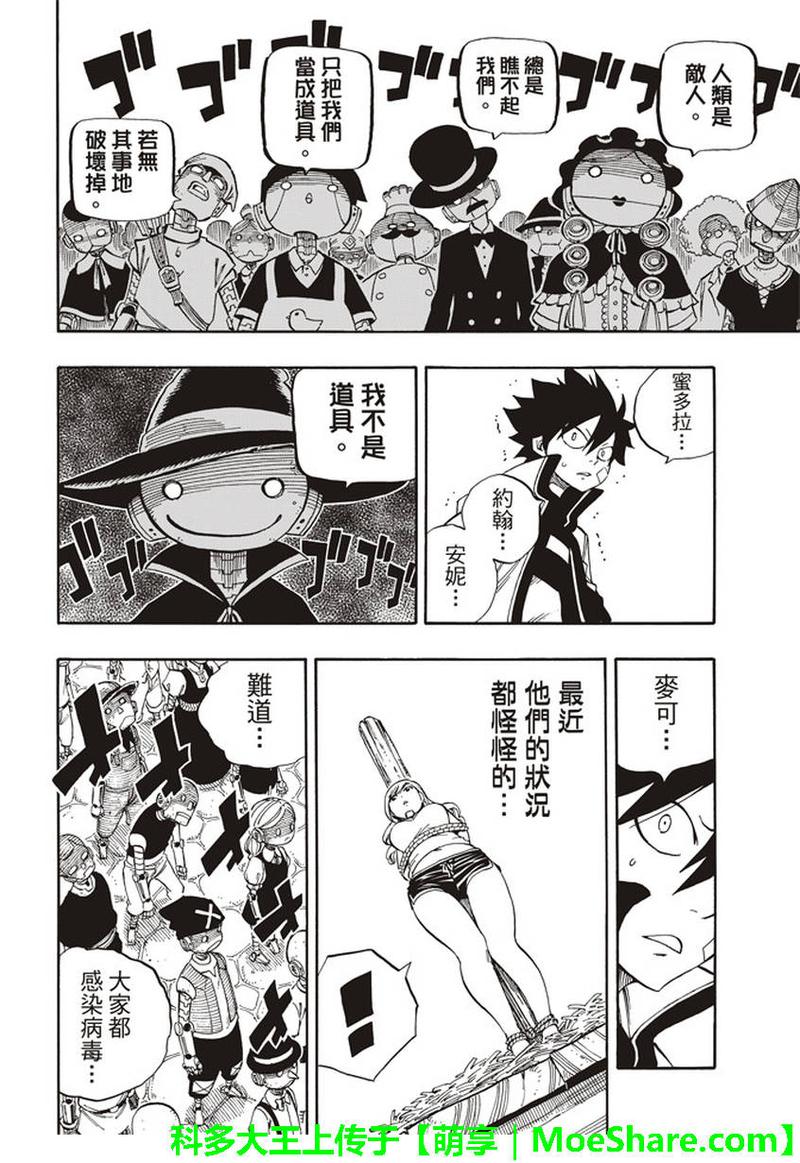 人類是
敵人。
總是
瞧不起
我們。
只把我們
當成道具。
若無
其事地
破壞掉。
ゴゴゴゴゴゴ
蜜多拉…
約翰…
安妮…
我不是
道具。
ゴゴゴゴ
麥可…
最近
他們的狀況
都怪怪的…
!
難道…
大家都
感染病毒…
科多大王上传子【萌享|MoeShare.com】